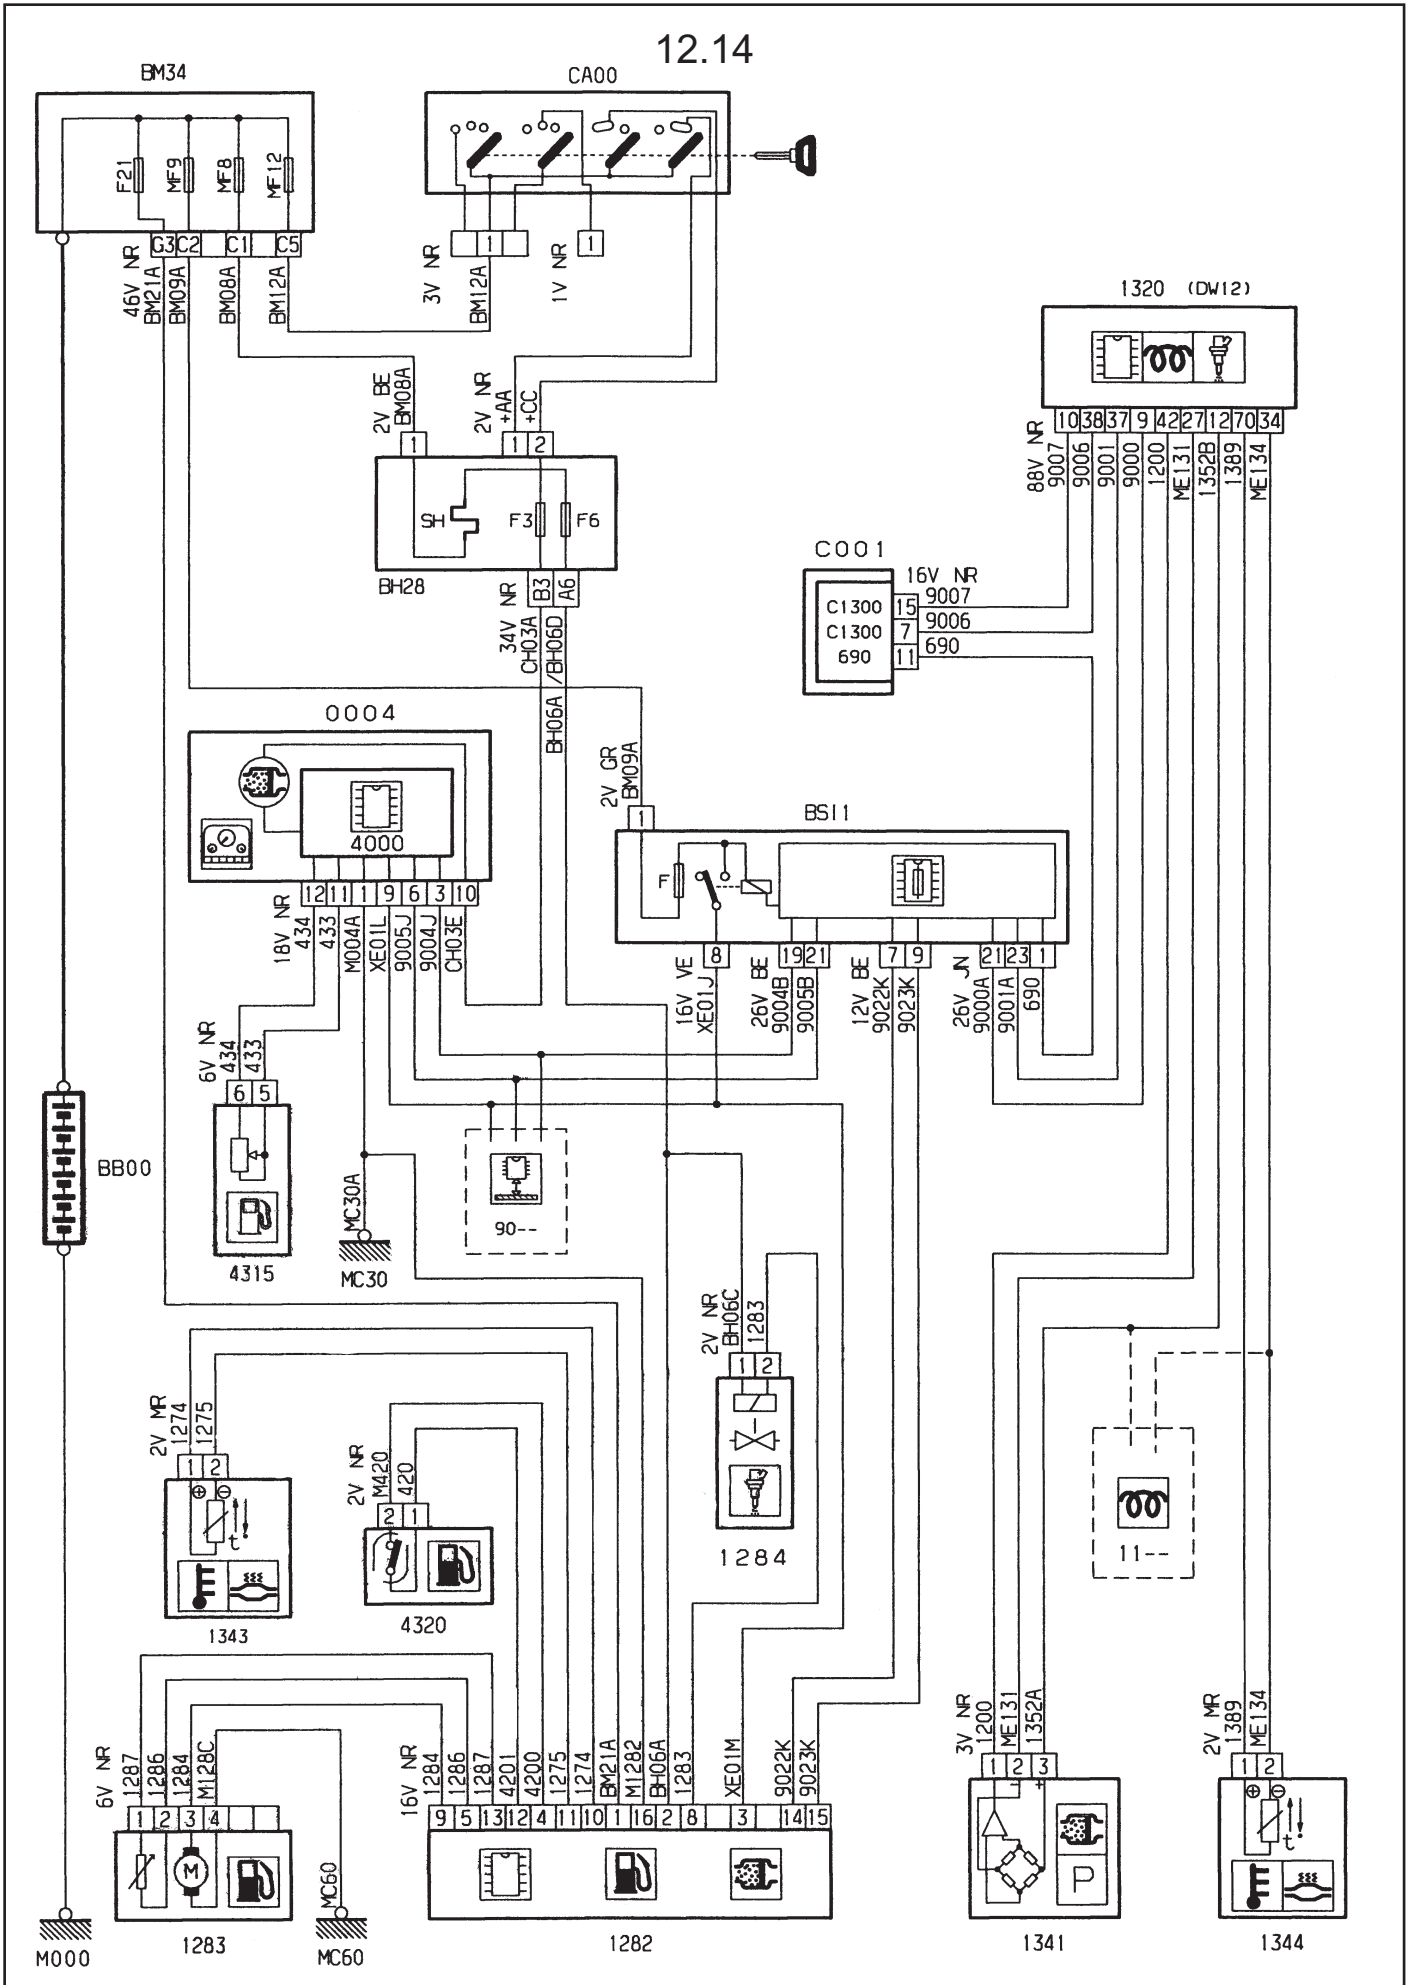 12.14
BM34
CA00
F21
MF9
MF8
MF12
46V NR
G3
C2
C1
C5
BM21A
BM09A
BM08A
BM12A
3V NR
1
BM12A
1V NR
1
1320 (DW12)
88V NR
10
38
37
9
42
27
12
70
34
9007
9006
9001
9000
1200
ME131
1352B
1389
ME134
2V BE
BM08A
1
2V NR
+AA
+CC
1
2
SH
F3
F6
BH28
34V NR
B3
A6
CH03A
BH06A /BH06D
C001
16V NR
C1300
15
9007
C1300
7
9006
690
11
690
0004
4000
18V NR
12
11
1
9
6
3
10
434
433
M004A
XE01L
9005J
9004J
CH03E
2V GR
BM09A
1
BSI1
F
16V VE
8
XE01J
26V BE
19
21
9004B
9005B
12V BE
7
9
9022K
9023K
26V JN
21
23
1
9000A
9001A
690
6V NR
434
433
6
5
4315
BB00
MC30A
MC30
90--
2V NR
BH06C
1283
1
2
1284
2V MR
1274
1275
1
2
+
-
t
1343
2V NR
M420
420
2
1
4320
11--
6V NR
1287
1286
1284
M128C
1
2
3
4
M
1283
MC60
MC60
M000
16V NR
1284
1286
1287
4201
4200
1275
1274
BM21A
M1282
BH06A
1283
XE01M
9022K
9023K
9
5
13
12
4
11
10
1
16
2
8
3
14
15
1282
3V NR
1200
ME131
1352A
1
2
3
-
+
P
1341
2V MR
1389
ME134
1
2
+
-
t
1344